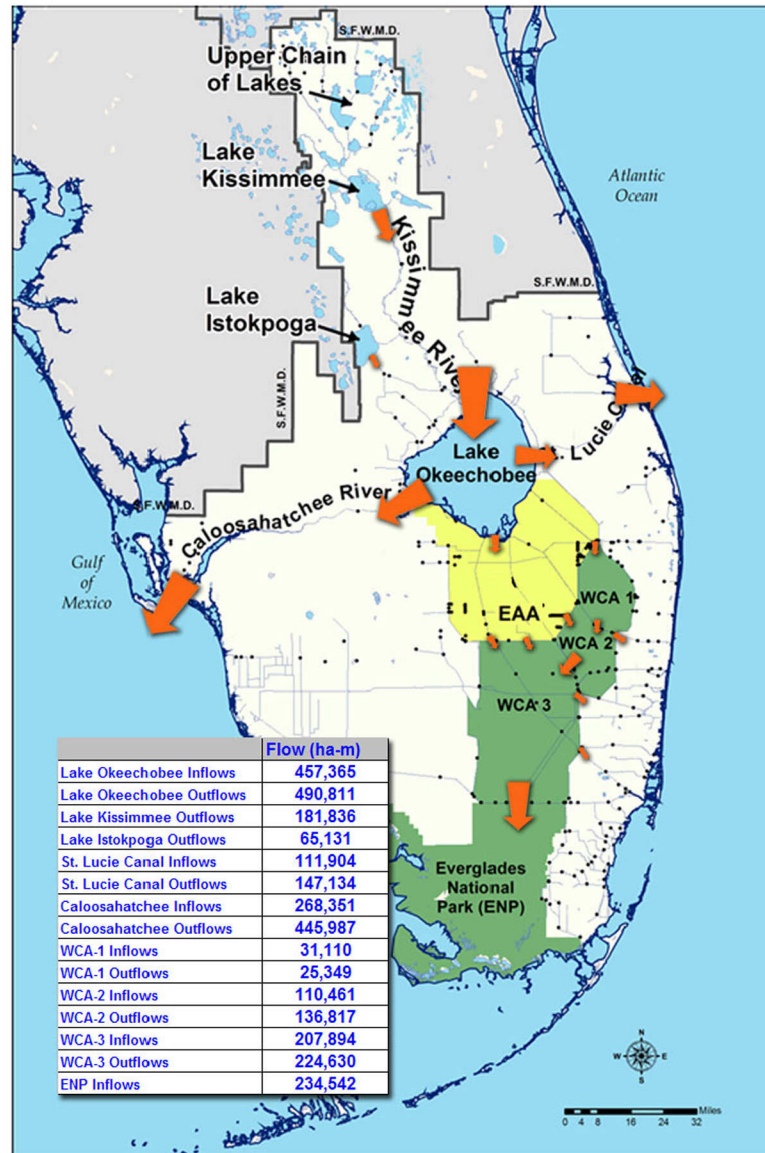 S.F.W.M.D.
Upper Chain
of Lakes
Lake
Kissimmee
Atlantic
Ocean
Kissimmee River
Lake
Istokpoga
S.F.W.M.D.
S.F.W.M.D.
Lake
Okeechobee
St. Lucie Canal
Caloosahatchee River
S.F.W.M.D.
Gulf
of
Mexico
EAA
WCA 1
WCA 2
WCA 3
Flow (ha-m)
Lake Okeechobee Inflows 457,365
Lake Okeechobee Outflows 490,811
Lake Kissimmee Outflows 181,836
Lake Istokpoga Outflows 65,131
St. Lucie Canal Inflows 111,904
St. Lucie Canal Outflows 147,134
Caloosahatchee Inflows 268,351
Caloosahatchee Outflows 445,987
WCA-1 Inflows 31,110
WCA-1 Outflows 25,349
WCA-2 Inflows 110,461
WCA-2 Outflows 136,817
WCA-3 Inflows 207,894
WCA-3 Outflows 224,630
ENP Inflows 234,542
Everglades
National
Park (ENP)
N
W E
S
Miles
0 4 8 16 24 32